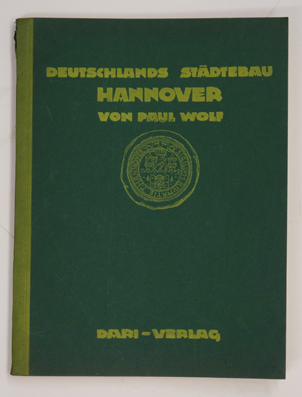 DEUTSCHLANDS STÄDTEBAU
HANNOVER
VON PAUL WOLF
DARI-VERLAG